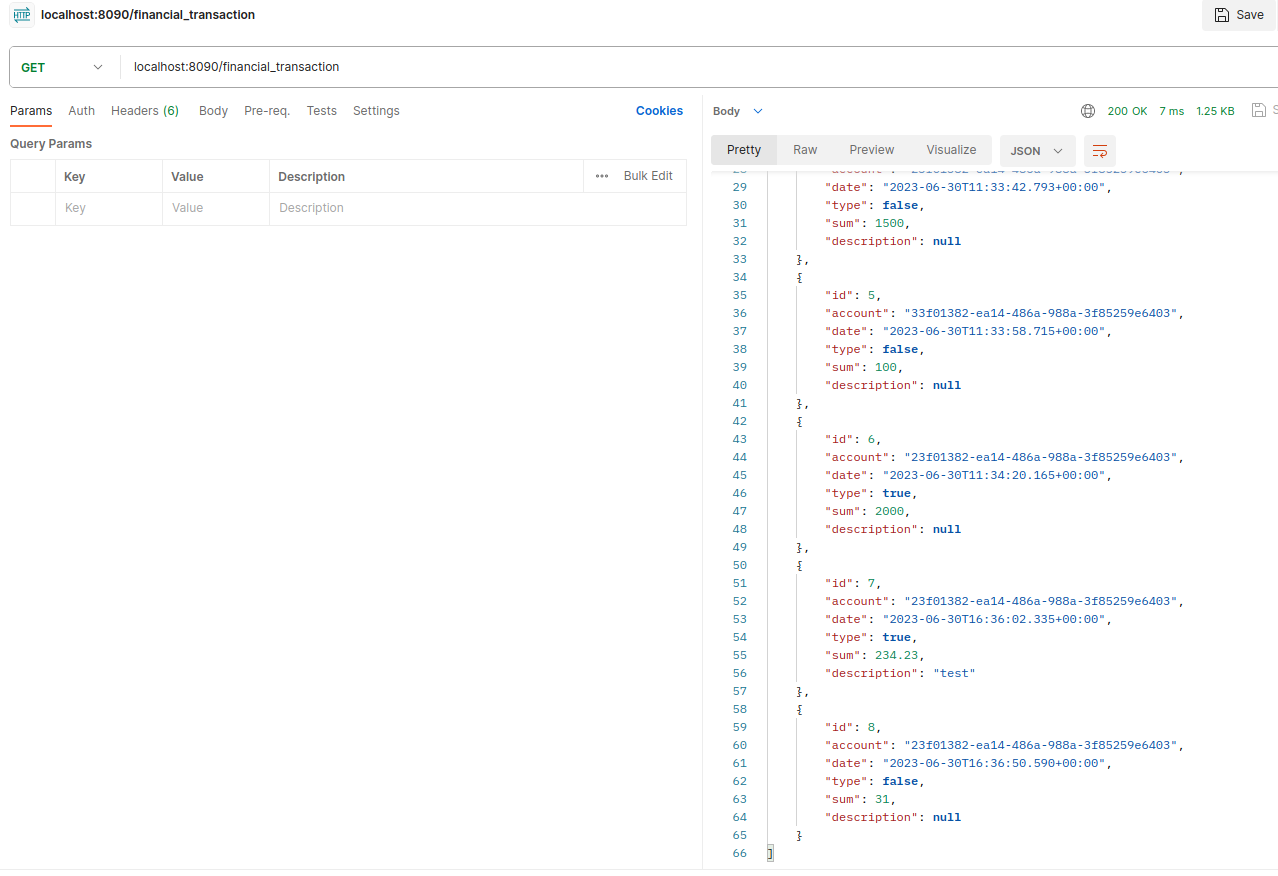 HTTP localhost:8090/financial_transaction
Save
GET localhost:8090/financial_transaction
Params Auth Headers (6) Body Pre-req. Tests Settings Cookies
Query Params
Key Value Description ••• Bulk Edit
Key Value Description
Body 200 OK 7 ms 1.25 KB
Pretty Raw Preview Visualize JSON
29 "date": "2023-06-30T11:33:42.793+00:00",
30 "type": false,
31 "sum": 1500,
32 "description": null
33 },
34 {
35 "id": 5,
36 "account": "33f01382-ea14-486a-988a-3f85259e6403",
37 "date": "2023-06-30T11:33:58.715+00:00",
38 "type": false,
39 "sum": 100,
40 "description": null
41 },
42 {
43 "id": 6,
44 "account": "23f01382-ea14-486a-988a-3f85259e6403",
45 "date": "2023-06-30T11:34:20.165+00:00",
46 "type": true,
47 "sum": 2000,
48 "description": null
49 },
50 {
51 "id": 7,
52 "account": "23f01382-ea14-486a-988a-3f85259e6403",
53 "date": "2023-06-30T16:36:02.335+00:00",
54 "type": true,
55 "sum": 234.23,
56 "description": "test"
57 },
58 {
59 "id": 8,
60 "account": "23f01382-ea14-486a-988a-3f85259e6403",
61 "date": "2023-06-30T16:36:50.590+00:00",
62 "type": false,
63 "sum": 31,
64 "description": null
65 }
66 ]